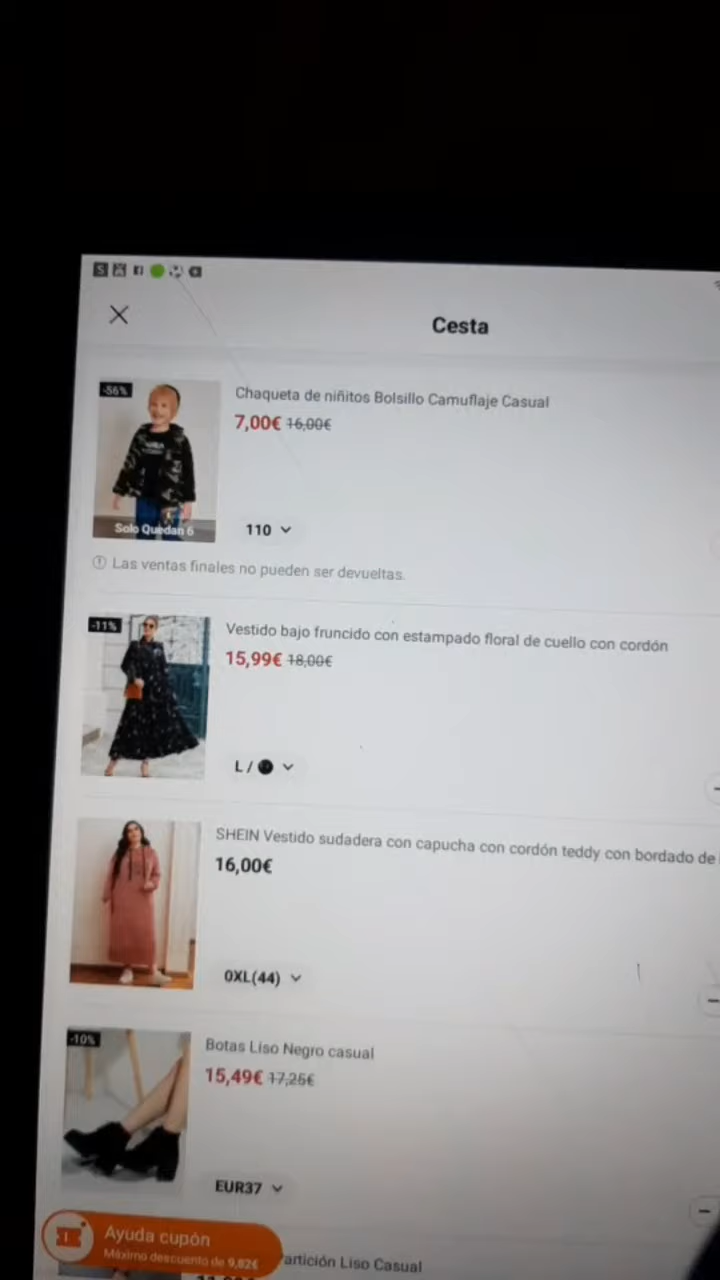 Cesta
-56%
Chaqueta de niñitos Bolsillo Camuflaje Casual
7,00€ 16,00€
Solo Quedan 6
110
Las ventas finales no pueden ser devueltas.
-11%
Vestido bajo fruncido con estampado floral de cuello con cordón
15,99€ 18,00€
L /
SHEIN Vestido sudadera con capucha con cordón teddy con bordado de
16,00€
0XL(44)
-10%
Botas Liso Negro casual
15,49€ 17,25€
EUR37
Ayuda cupón
Máximo descuento de 9,82€
artición Liso Casual